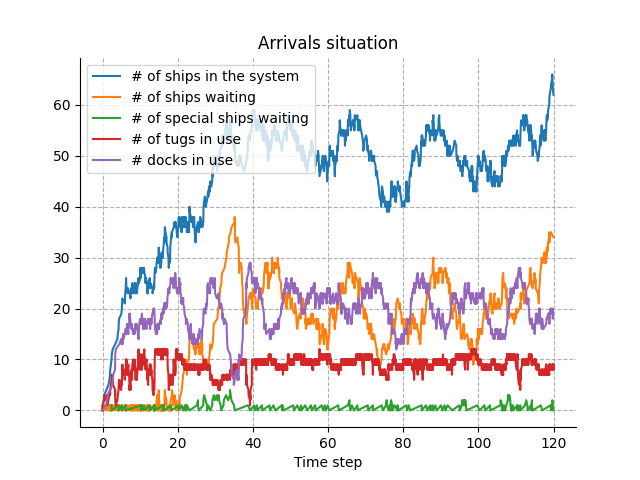 Arrivals situation
# of ships in the system
# of ships waiting
# of special ships waiting
# of tugs in use
# docks in use
60
50
40
30
20
10
0
0 20 40 60 80 100 120
Time step